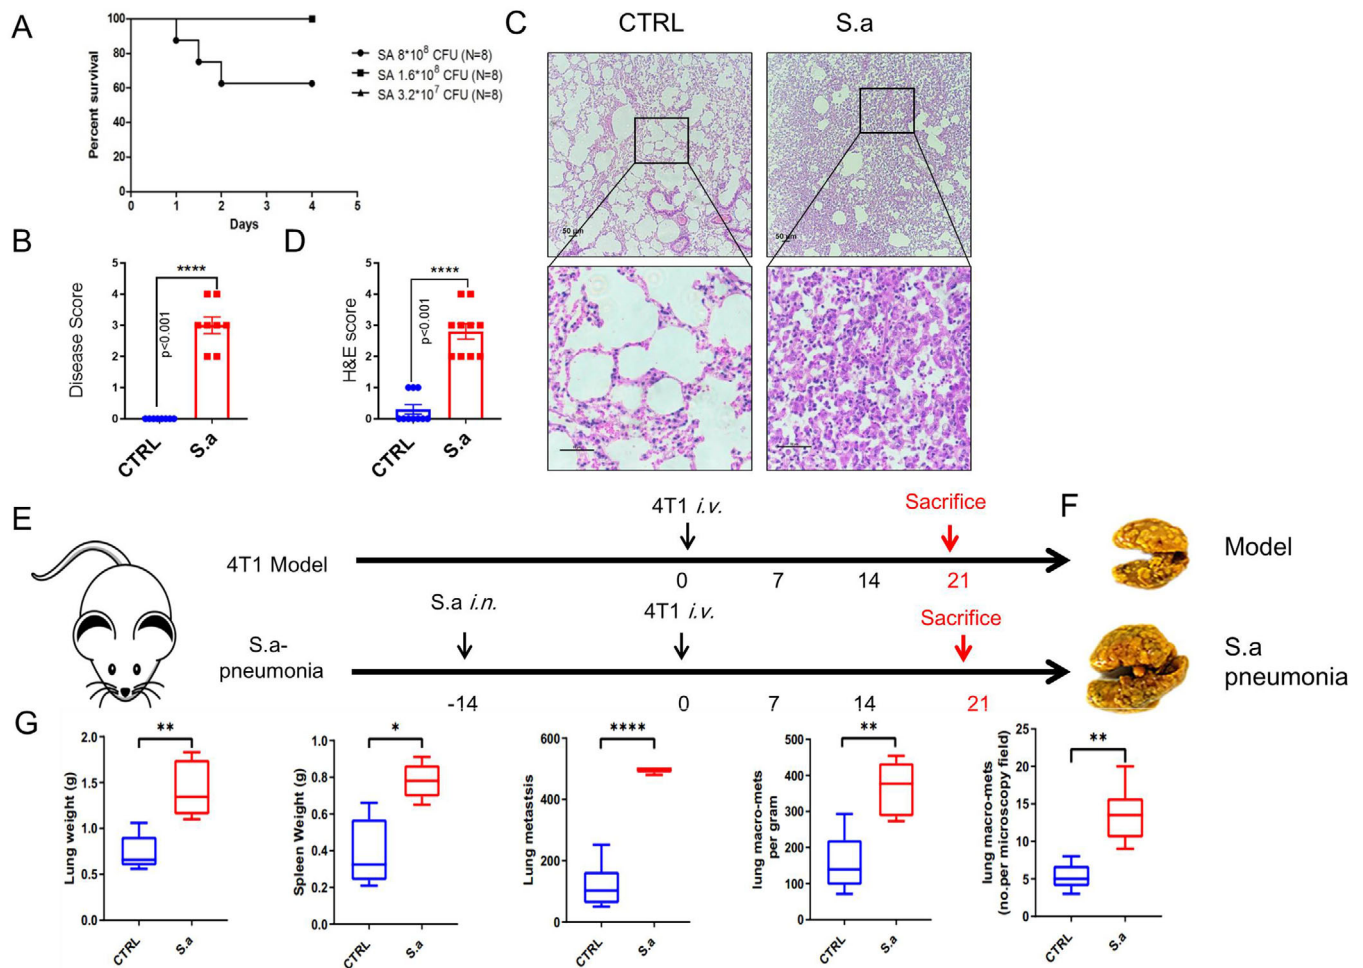 A
100
80
60
40
20
0
Percent survival
0 1 2 3 4 5
Days
SA 8*10⁸ CFU (N=8)
SA 1.6*10⁸ CFU (N=8)
SA 3.2*10⁷ CFU (N=8)
B
Disease Score
5
4
3
2
1
0
****
p<0.001
CTRL
S.a
D
H&E score
5
4
3
2
1
0
****
p<0.001
CTRL
S.a
C
CTRL
S.a
50 μm
50 μm
E
4T1 Model
4T1 i.v.
Sacrifice
0 7 14 21
S.a-
pneumonia
S.a i.n.
4T1 i.v.
Sacrifice
-14 0 7 14 21
F
Model
S.a
pneumonia
G
Lung weight (g)
2.0
1.5
1.0
0.5
0.0
**
CTRL
S.a
Spleen Weight (g)
1.0
0.8
0.6
0.4
0.2
0.0
*
CTRL
S.a
Lung metastsis
600
400
200
0
****
CTRL
S.a
lung macro-mets
per gram
500
400
300
200
100
0
**
CTRL
S.a
lung macro-mets
(no.per microscopy field)
25
20
15
10
5
0
**
CTRL
S.a